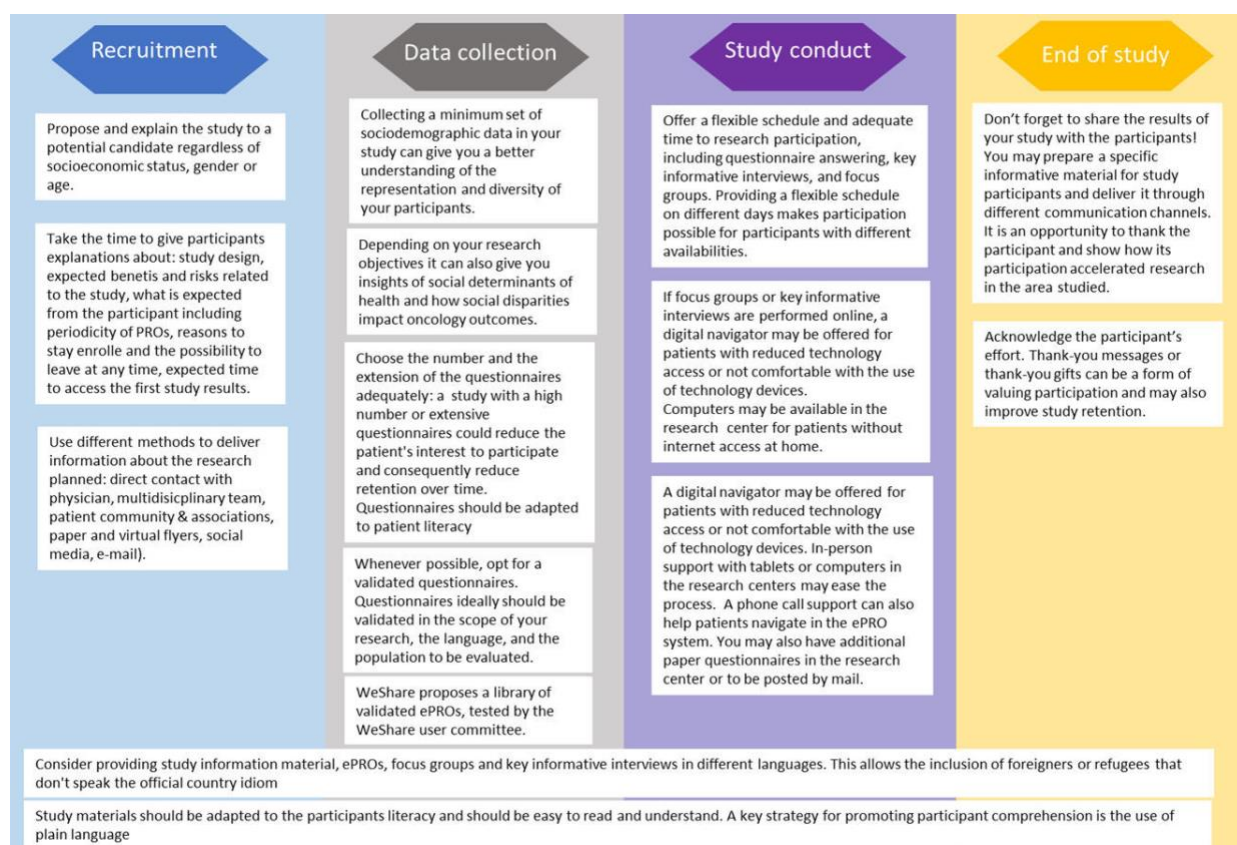 Recruitment
Propose and explain the study to a
potential candidate regardless of
socioeconomic status, gender or
age.
Take the time to give participants
explanations about: study design,
expected benetis and risks related
to the study, what is expected
from the participant including
periodicity of PROs, reasons to
stay enrolle and the possibility to
leave at any time, expected time
to access the first study results.
Use different methods to deliver
information about the research
planned: direct contact with
physician, multidisicplinary team,
patient community & associations,
paper and virtual flyers, social
media, e-mail).
Data collection
Collecting a minimum set of
sociodemographic data in your
study can give you a better
understanding of the
representation and diversity of
your participants.
Depending on your research
objectives it can also give you
insights of social determinants of
health and how social disparities
impact oncology outcomes.
Choose the number and the
extension of the questionnaires
adequately: a study with a high
number or extensive
questionnaires could reduce the
patient's interest to participate
and consequently reduce
retention over time.
Questionnaires should be adapted
to patient literacy
Whenever possible, opt for a
validated questionnaires.
Questionnaires ideally should be
validated in the scope of your
research, the language, and the
population to be evaluated.
WeShare proposes a library of
validated ePROs, tested by the
WeShare user committee.
Study conduct
Offer a flexible schedule and adequate
time to research participation,
including questionnaire answering, key
informative interviews, and focus
groups. Providing a flexible schedule
on different days makes participation
possible for participants with different
availabilities.
If focus groups or key informative
interviews are performed online, a
digital navigator may be offered for
patients with reduced technology
access or not comfortable with the use
of technology devices.
Computers may be available in the
research center for patients without
internet access at home.
A digital navigator may be offered for
patients with reduced technology
access or not comfortable with the use
of technology devices. In-person
support with tablets or computers in
the research centers may ease the
process. A phone call support can also
help patients navigate in the ePRO
system. You may also have additional
paper questionnaires in the research
center or to be posted by mail.
End of study
Don't forget to share the results of
your study with the participants!
You may prepare a specific
informative material for study
participants and deliver it through
different communication channels.
It is an opportunity to thank the
participant and show how its
participation accelerated research
in the area studied.
Acknowledge the participant's
effort. Thank-you messages or
thank-you gifts can be a form of
valuing participation and may also
improve study retention.
Consider providing study information material, ePROs, focus groups and key informative interviews in different languages. This allows the inclusion of foreigners or refugees that
don't speak the official country idiom
Study materials should be adapted to the participants literacy and should be easy to read and understand. A key strategy for promoting participant comprehension is the use of
plain language